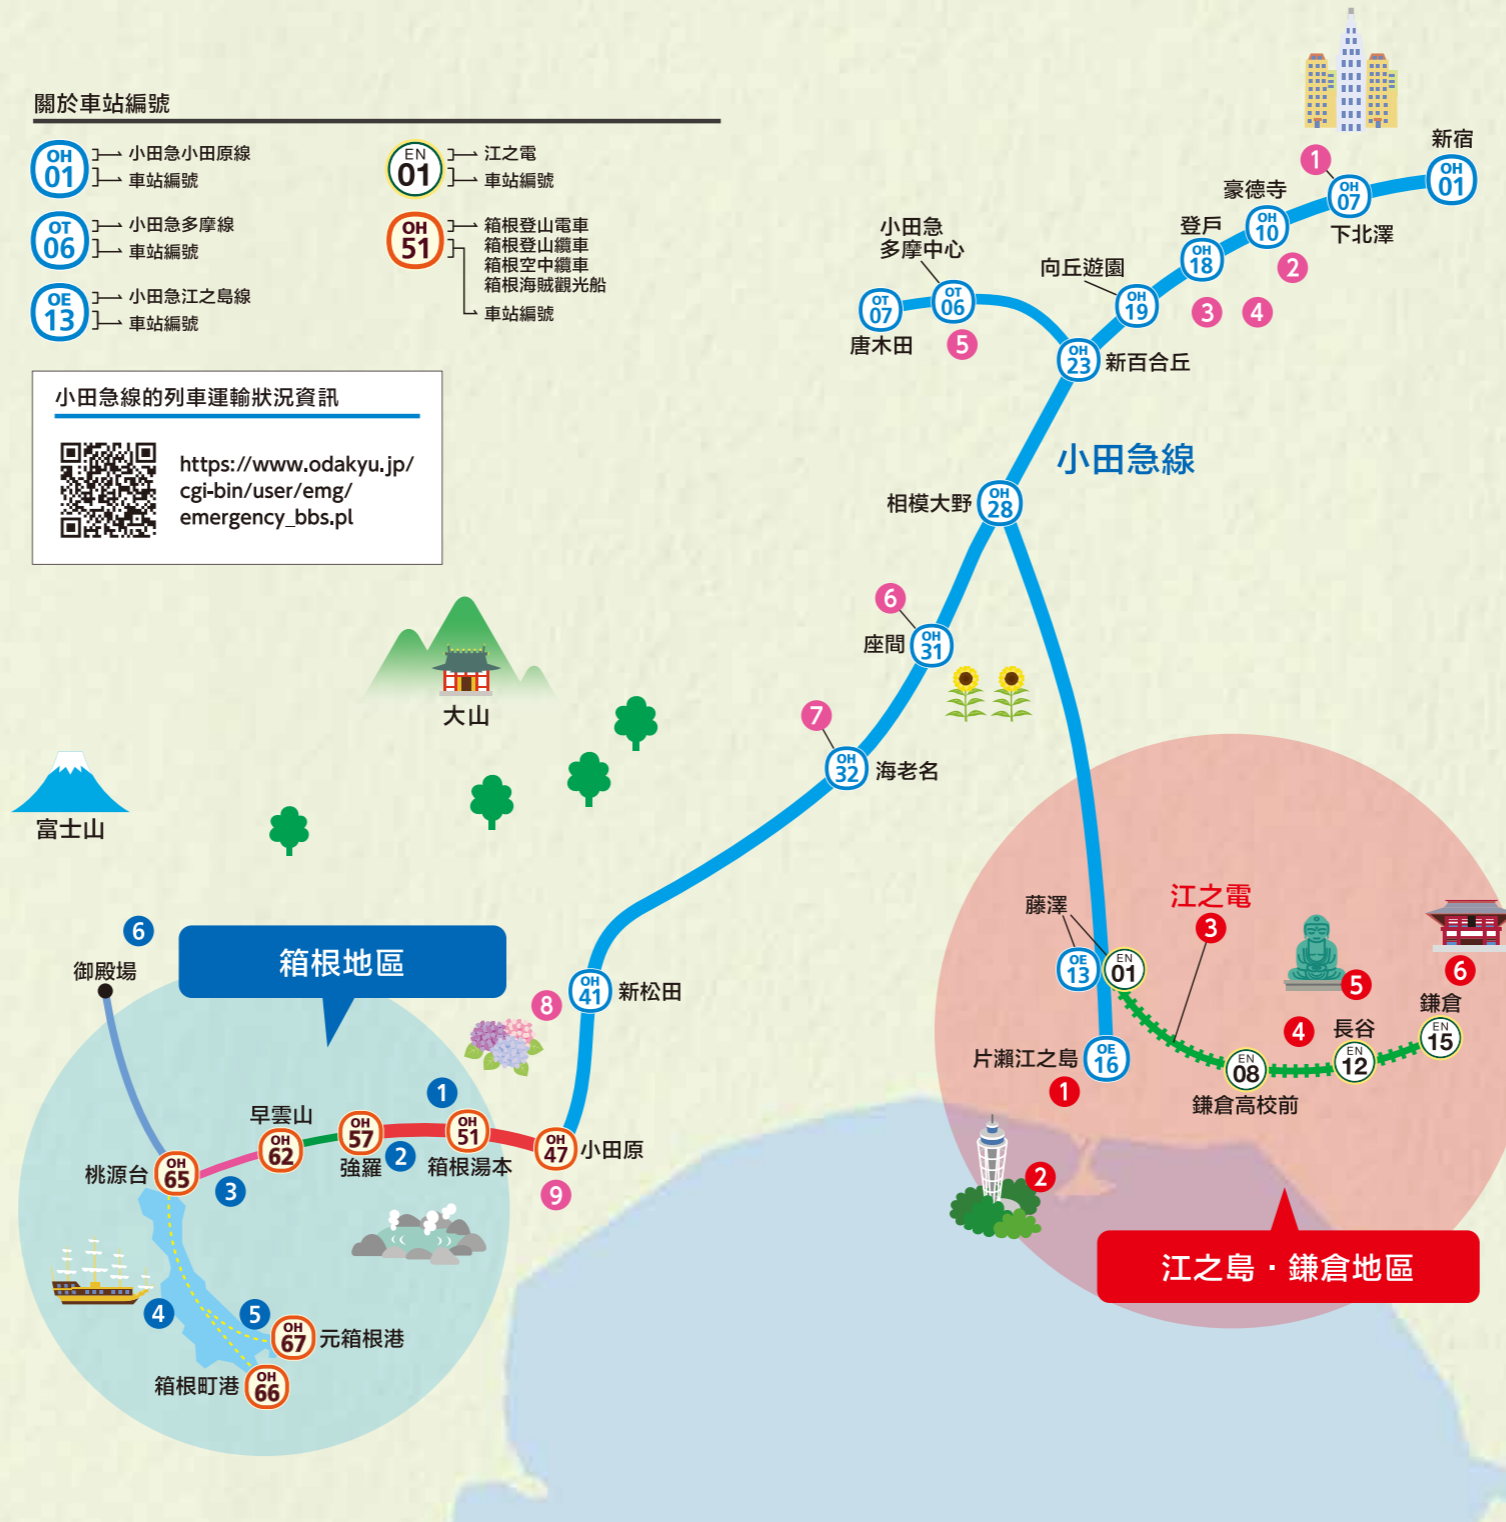 關於車站編號
OH
01
小田急小田原線
車站編號
OT
06
小田急多摩線
車站編號
OE
13
小田急江之島線
車站編號
EN
01
江之電
車站編號
OH
51
箱根登山電車
箱根登山纜車
箱根空中纜車
箱根海賊觀光船
車站編號
小田急線的列車運輸狀況資訊
https://www.odakyu.jp/
cgi-bin/user/emg/
emergency_bbs.pl
新宿
OH
01
1
OH
07
下北澤
豪德寺
OH
10
2
登戶
OH
18
3
4
向丘遊園
OH
19
小田急
多摩中心
OT
06
5
OT
07
唐木田
OH
23
新百合丘
小田急線
相模大野
OH
28
6
座間
OH
31
7
OH
32
海老名
大山
富士山
8
OH
41
新松田
OH
47
小田原
9
箱根地區
6
御殿場
1
OH
51
箱根湯本
2
OH
57
強羅
早雲山
OH
62
3
桃源台
OH
65
4
5
OH
67
元箱根港
箱根町港
OH
66
藤澤
OE
13
EN
01
江之電
3
片瀨江之島
OE
16
1
2
EN
08
鎌倉高校前
4
5
長谷
EN
12
6
鎌倉
EN
15
江之島・鎌倉地區